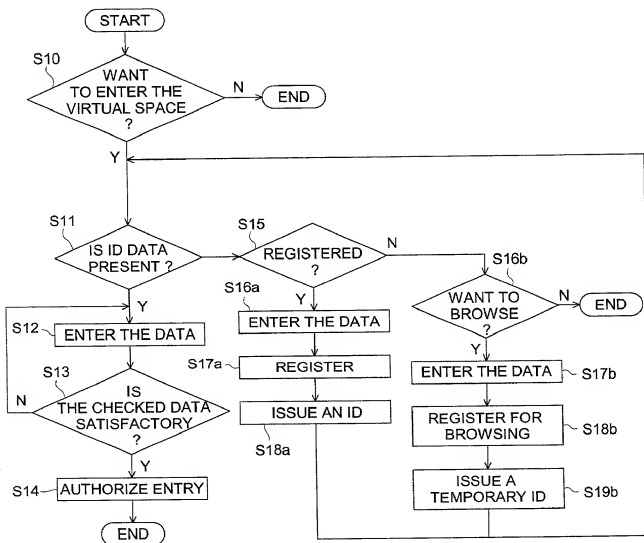 START
S10
WANT
TO ENTER THE
VIRTUAL SPACE
?
N
END
Y
S11
IS ID DATA
PRESENT ?
S15
REGISTERED
?
N
S16b
WANT TO
BROWSE
?
N
END
Y
S12
ENTER THE DATA
S16a
Y
ENTER THE DATA
S17a
REGISTER
ISSUE AN ID
S18a
Y
ENTER THE DATA
S17b
REGISTER FOR
BROWSING
S18b
ISSUE A
TEMPORARY ID
S19b
S13
N
IS
THE CHECKED DATA
SATISFACTORY
?
Y
S14
AUTHORIZE ENTRY
END